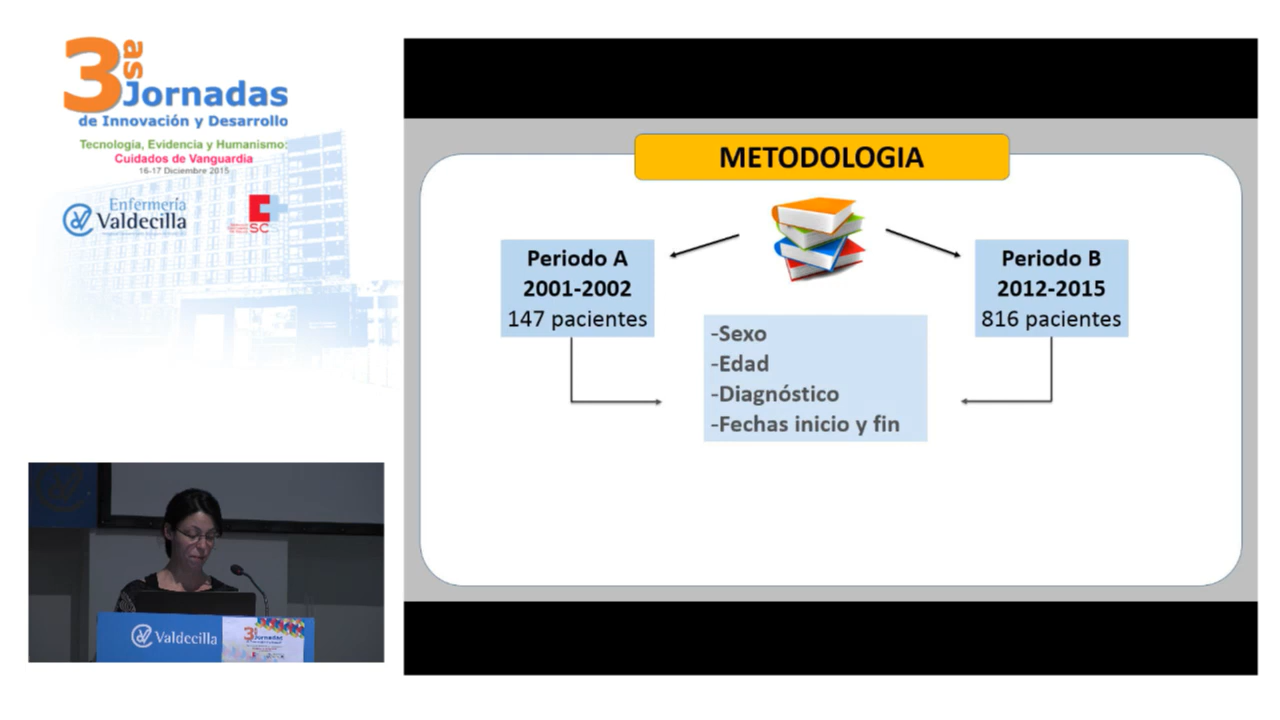 3as
Jornadas
de Innovación y Desarrollo
Tecnología, Evidencia y Humanismo:
Cuidados de Vanguardia
16-17 Diciembre 2015
Enfermería
Valdecilla
SC
METODOLOGIA
Periodo A
2001-2002
147 pacientes
Periodo B
2012-2015
816 pacientes
-Sexo
-Edad
-Diagnóstico
-Fechas inicio y fin
Valdecilla
3as
Jornadas